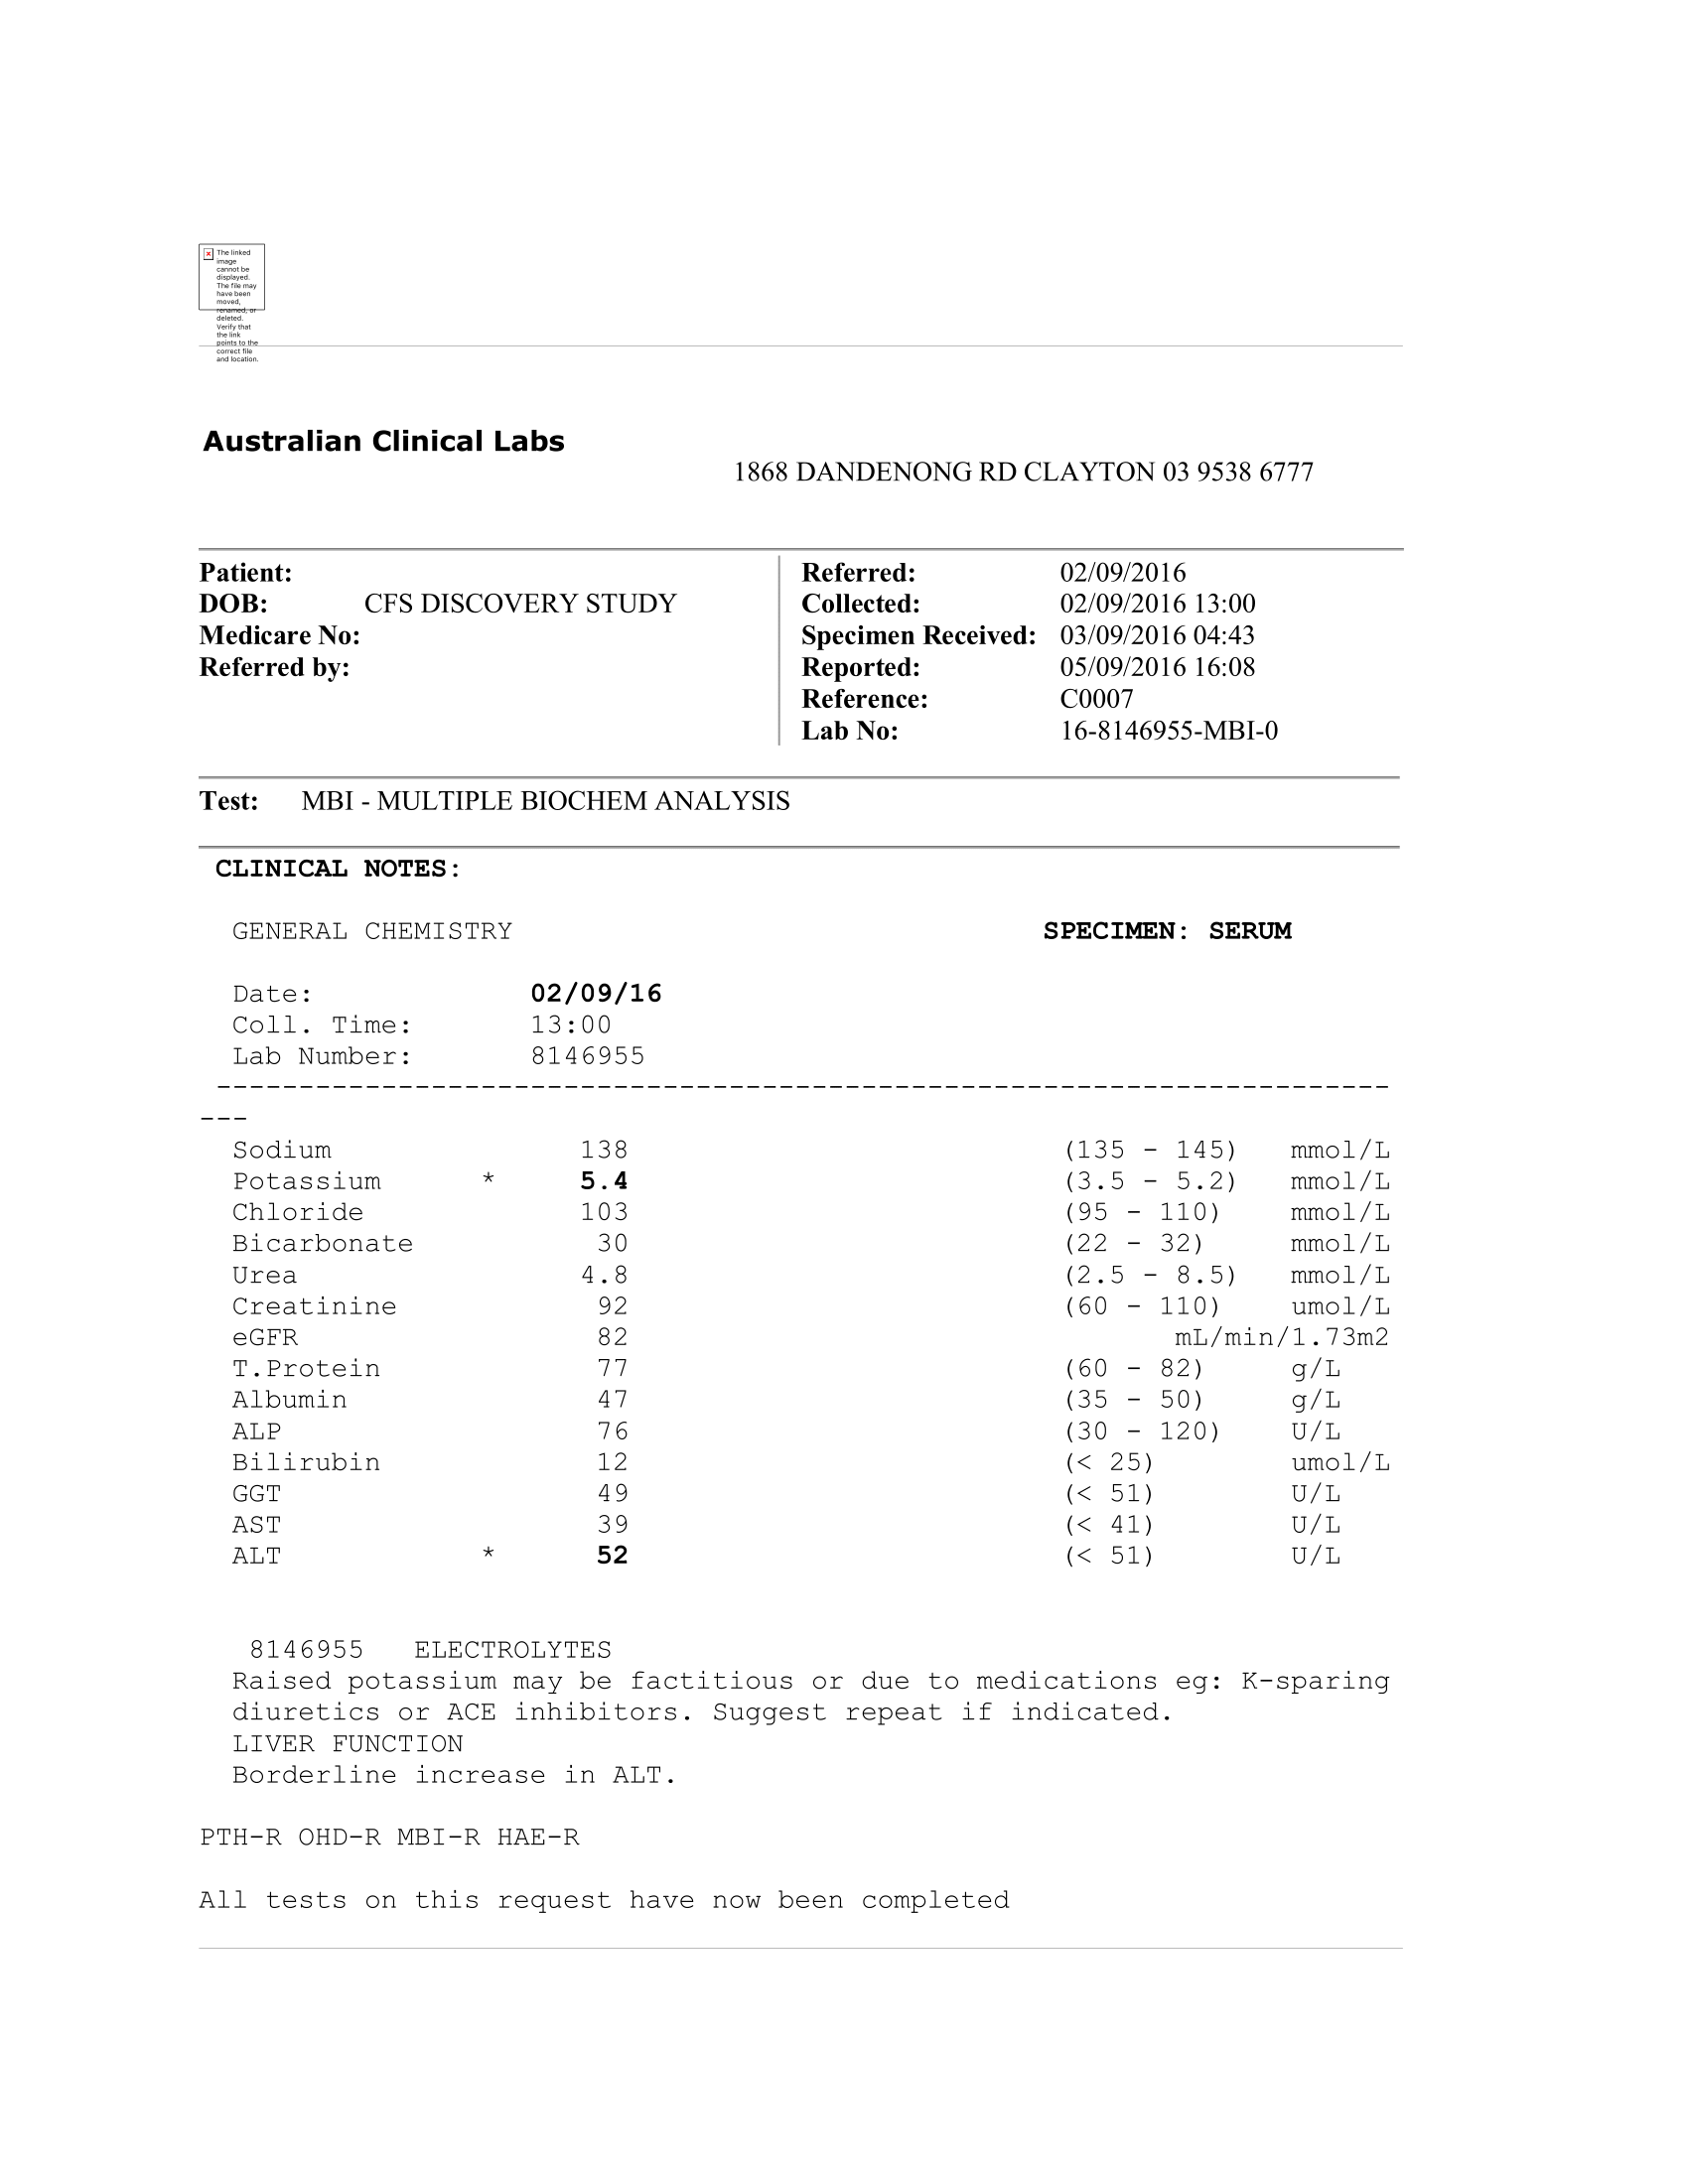 The linked
image
cannot be
displayed.
The file may
have been
moved,
renamed, or
deleted.
Verify that
the link
points to the
correct file
and location.
Australian Clinical Labs
1868 DANDENONG RD CLAYTON 03 9538 6777
Patient:
DOB: CFS DISCOVERY STUDY
Medicare No:
Referred by:
Referred: 02/09/2016
Collected: 02/09/2016 13:00
Specimen Received: 03/09/2016 04:43
Reported: 05/09/2016 16:08
Reference: C0007
Lab No: 16-8146955-MBI-0
Test: MBI - MULTIPLE BIOCHEM ANALYSIS
CLINICAL NOTES:
GENERAL CHEMISTRY SPECIMEN: SERUM
Date: 02/09/16
Coll. Time: 13:00
Lab Number: 8146955
-----------------------------------------------------------------------
---
Sodium 138 (135 - 145) mmol/L
Potassium * 5.4 (3.5 - 5.2) mmol/L
Chloride 103 (95 - 110) mmol/L
Bicarbonate 30 (22 - 32) mmol/L
Urea 4.8 (2.5 - 8.5) mmol/L
Creatinine 92 (60 - 110) umol/L
eGFR 82 mL/min/1.73m2
T.Protein 77 (60 - 82) g/L
Albumin 47 (35 - 50) g/L
ALP 76 (30 - 120) U/L
Bilirubin 12 (< 25) umol/L
GGT 49 (< 51) U/L
AST 39 (< 41) U/L
ALT * 52 (< 51) U/L
8146955 ELECTROLYTES
Raised potassium may be factitious or due to medications eg: K-sparing
diuretics or ACE inhibitors. Suggest repeat if indicated.
LIVER FUNCTION
Borderline increase in ALT.
PTH-R OHD-R MBI-R HAE-R
All tests on this request have now been completed